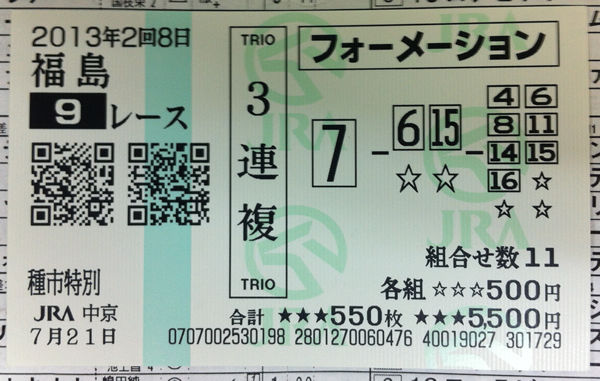 2013年2回8日
福島
9 レース
種市特別
JRA 中京
7月21日
TRIO
3連複
TRIO
フォーメーション
7 - 6 15 - 4 6
8 11
14 15
☆ ☆ 16 ☆
☆ ☆
組合せ数11
各組 ☆☆☆500円
合計 ★★★550枚 ★★★5,500円
0707002530198 2801270060476 40019027 301729
JRA
JRA
JRA